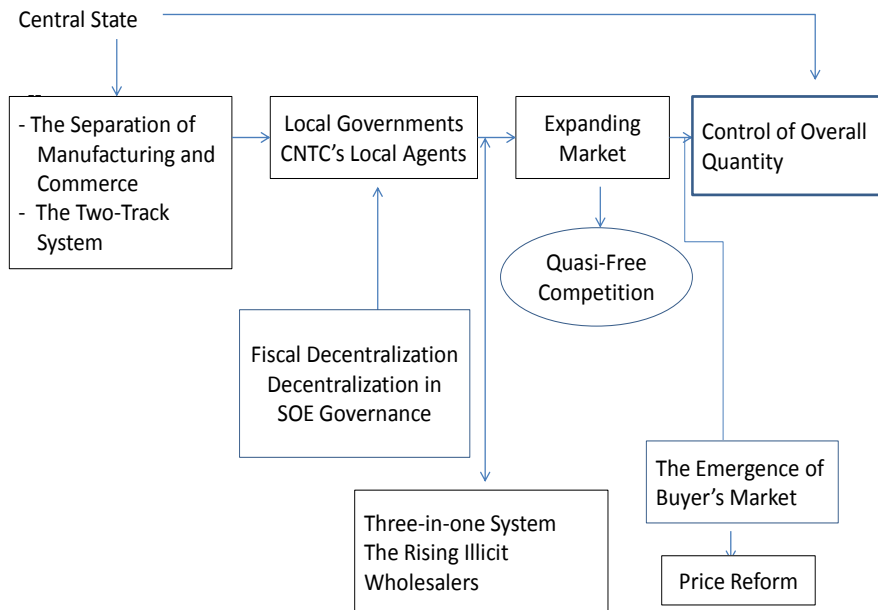 Central State
- The Separation of
Manufacturing and
Commerce
- The Two-Track
System
Local Governments
CNTC's Local Agents
Expanding
Market
Control of Overall
Quantity
Quasi-Free
Competition
Fiscal Decentralization
Decentralization in
SOE Governance
The Emergence of
Buyer's Market
Three-in-one System
The Rising Illicit
Wholesalers
Price Reform